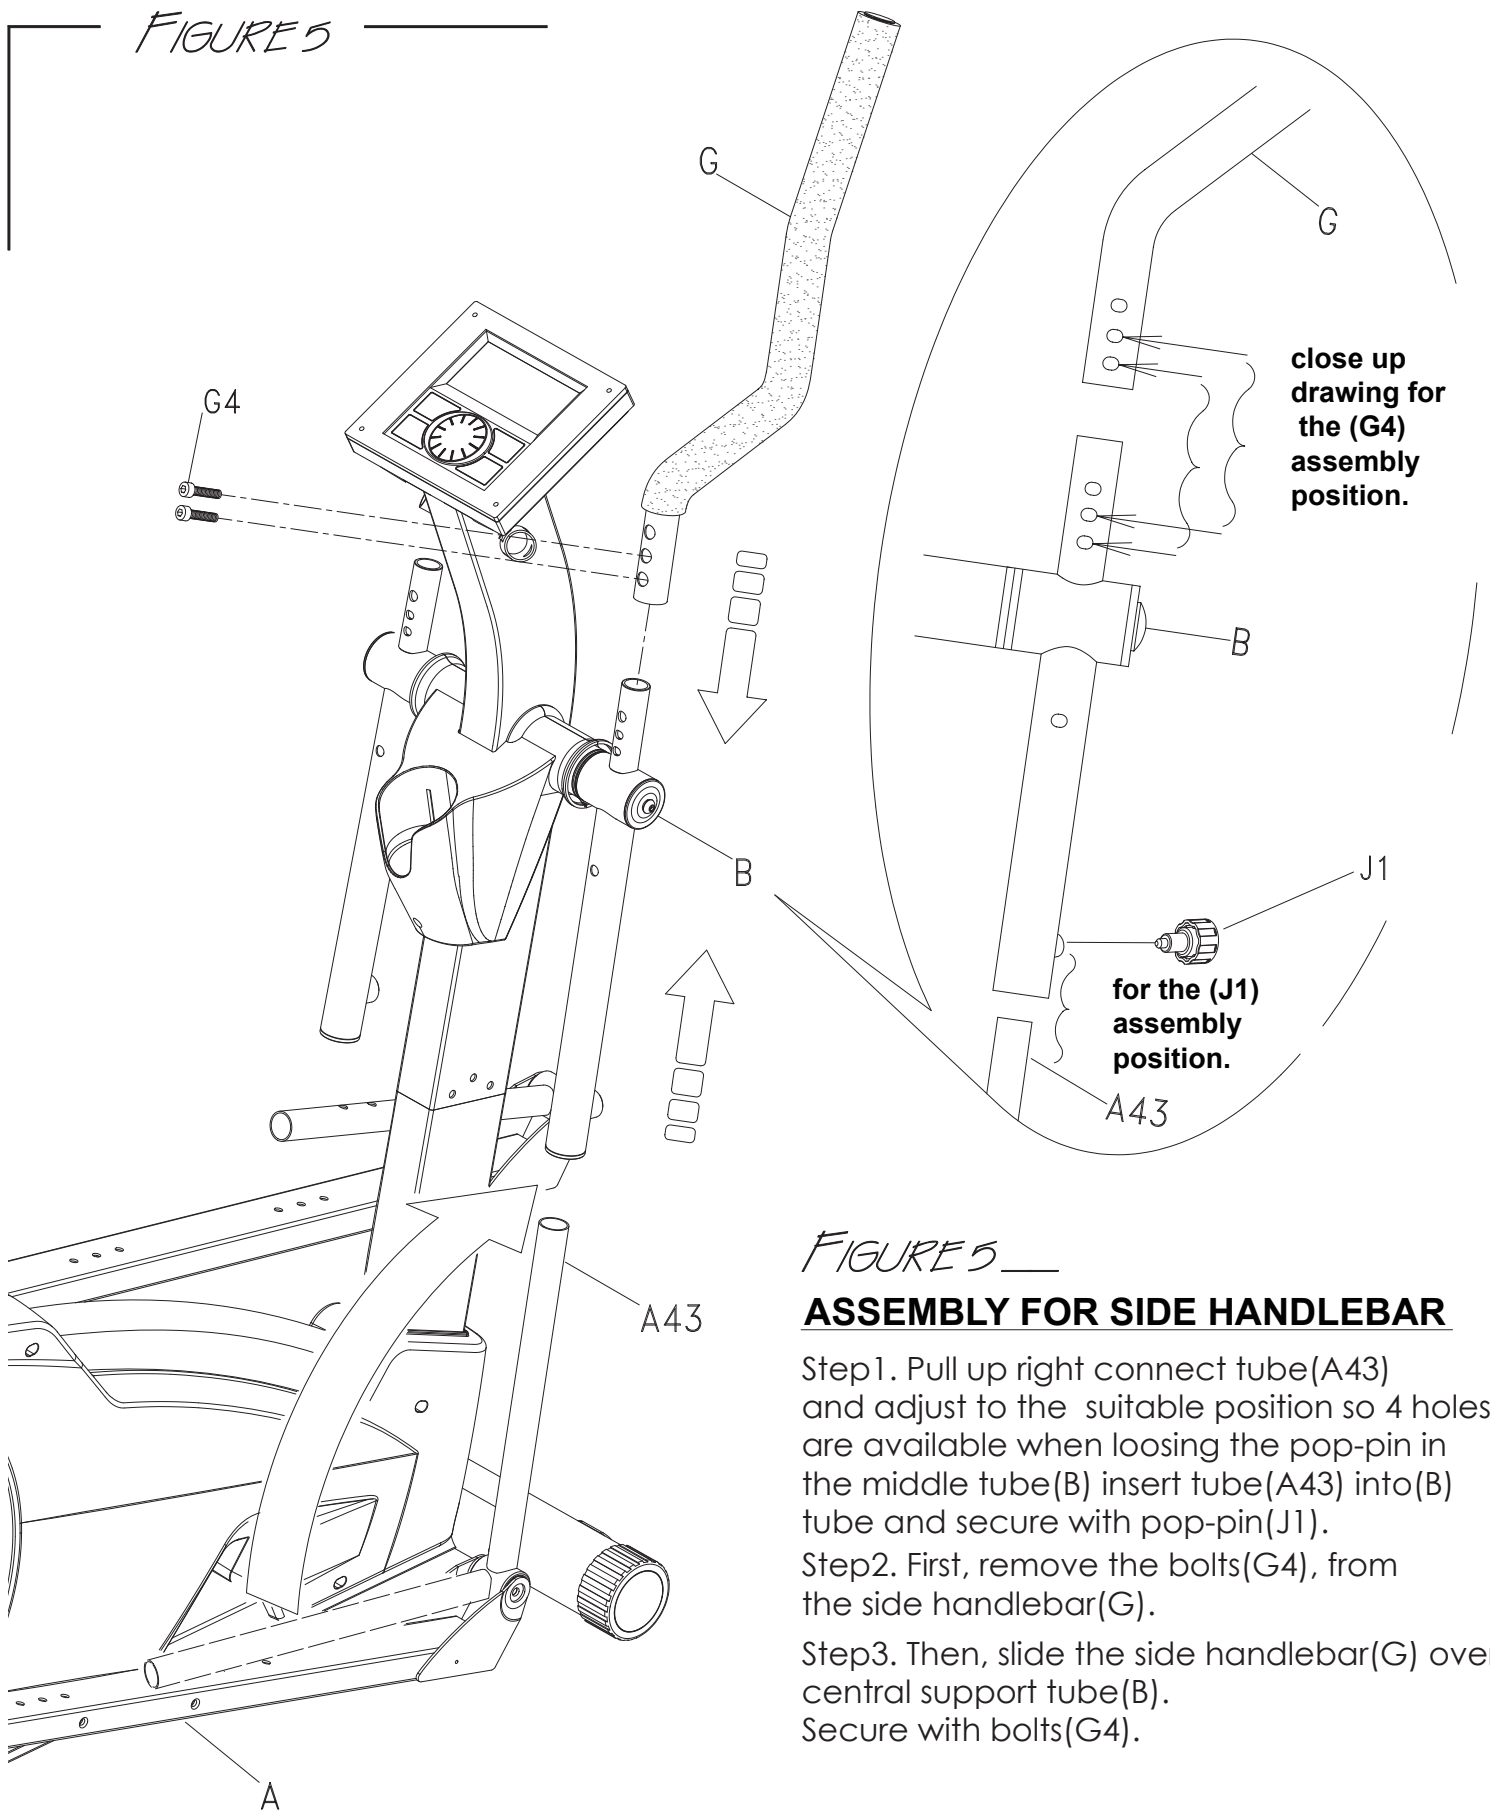 FIGURE 5
G
G
close up
drawing for
the (G4)
assembly
position.
G4
B
B
J1
for the (J1)
assembly
position.
A43
A43
A
FIGURE 5
ASSEMBLY FOR SIDE HANDLEBAR
Step1. Pull up right connect tube(A43)
and adjust to the suitable position so 4 holes
are available when loosing the pop-pin in
the middle tube(B) insert tube(A43) into(B)
tube and secure with pop-pin(J1).
Step2. First, remove the bolts(G4), from
the side handlebar(G).
Step3. Then, slide the side handlebar(G) over
central support tube(B).
Secure with bolts(G4).